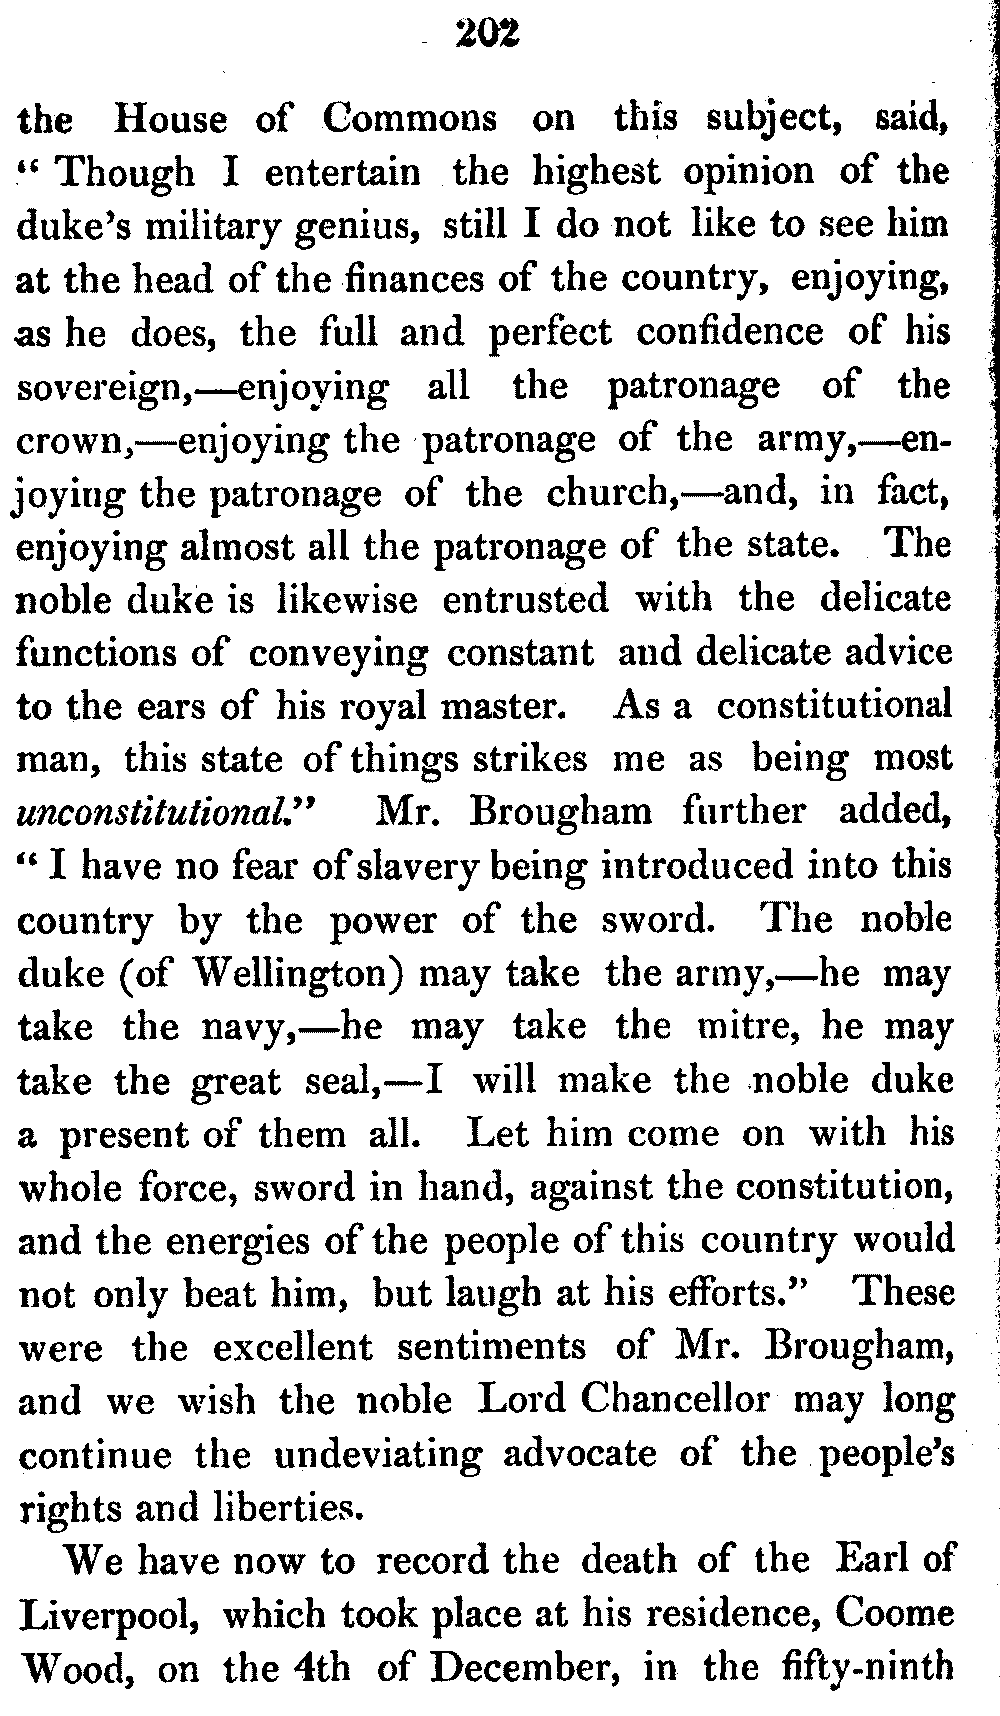 202
the House of Commons on this subject, said,
“ Though I entertain the highest opinion of the
duke’s military genius, still I do not like to see him
at the head of the finances of the country, enjoying,
as he does, the full and perfect confidence of his
sovereign,—enjoying all the patronage of the
crown,—enjoying the patronage of the army,—en-
joying the patronage of the church,—and, in fact,
enjoying almost all the patronage of the state. The
noble duke is likewise entrusted with the delicate
functions of conveying constant and delicate advice
to the ears of his royal master. As a constitutional
man, this state of things strikes me as being most
unconstitutional.” Mr. Brougham further added,
“ I have no fear of slavery being introduced into this
country by the power of the sword. The noble
duke (of Wellington) may take the army,—he may
take the navy,—he may take the mitre, he may
take the great seal,—I will make the noble duke
a present of them all. Let him come on with his
whole force, sword in hand, against the constitution,
and the energies of the people of this country would
not only beat him, but laugh at his efforts.” These
were the excellent sentiments of Mr. Brougham,
and we wish the noble Lord Chancellor may long
continue the undeviating advocate of the people’s
rights and liberties.
We have now to record the death of the Earl of
Liverpool, which took place at his residence, Coome
Wood, on the 4th of December, in the fifty-ninth